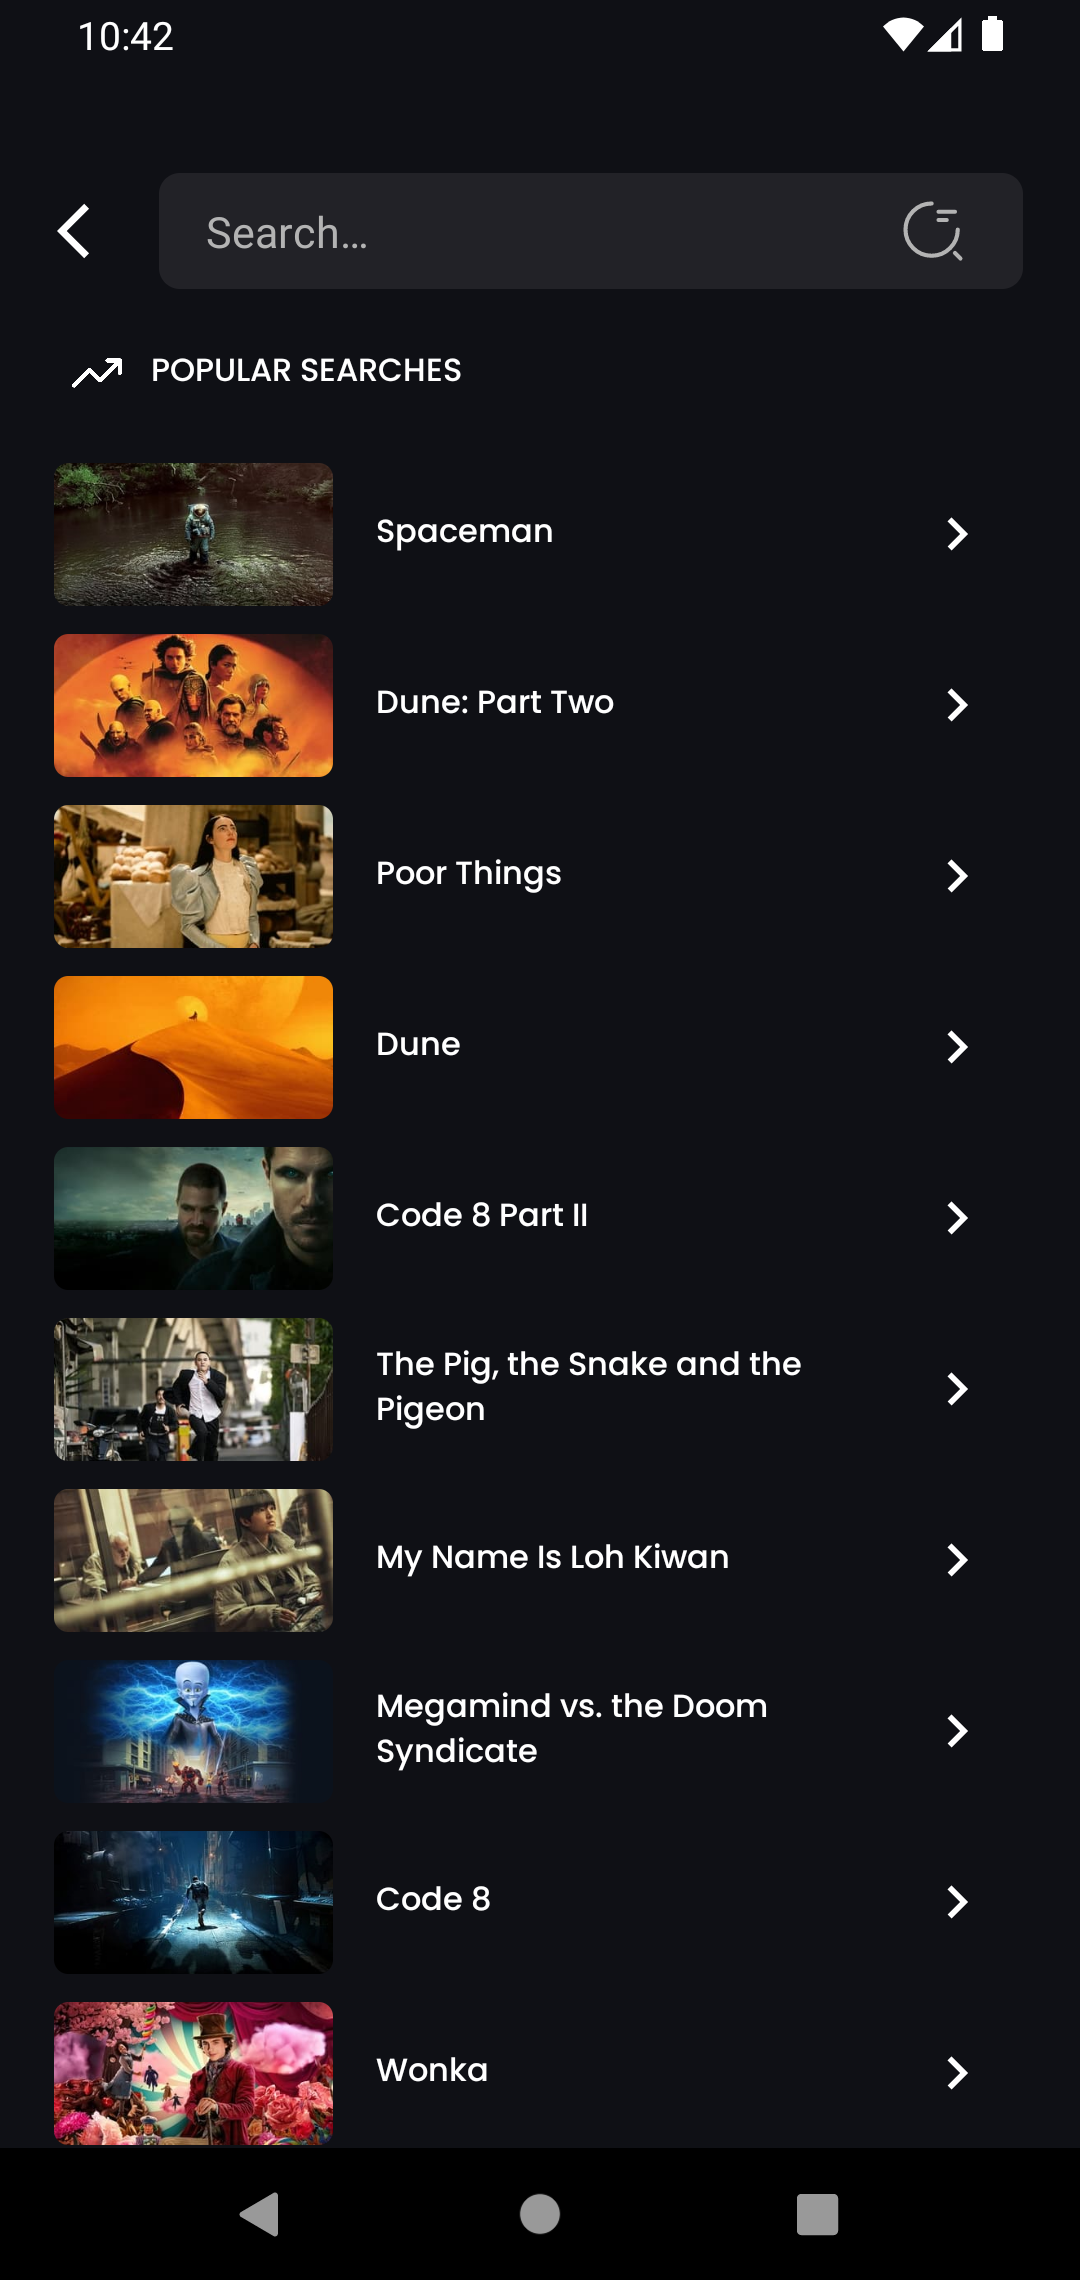 10:42
Search...
POPULAR SEARCHES
Spaceman
Dune: Part Two
Poor Things
Dune
Code 8 Part II
The Pig, the Snake and the
Pigeon
My Name Is Loh Kiwan
Megamind vs. the Doom
Syndicate
Code 8
Wonka